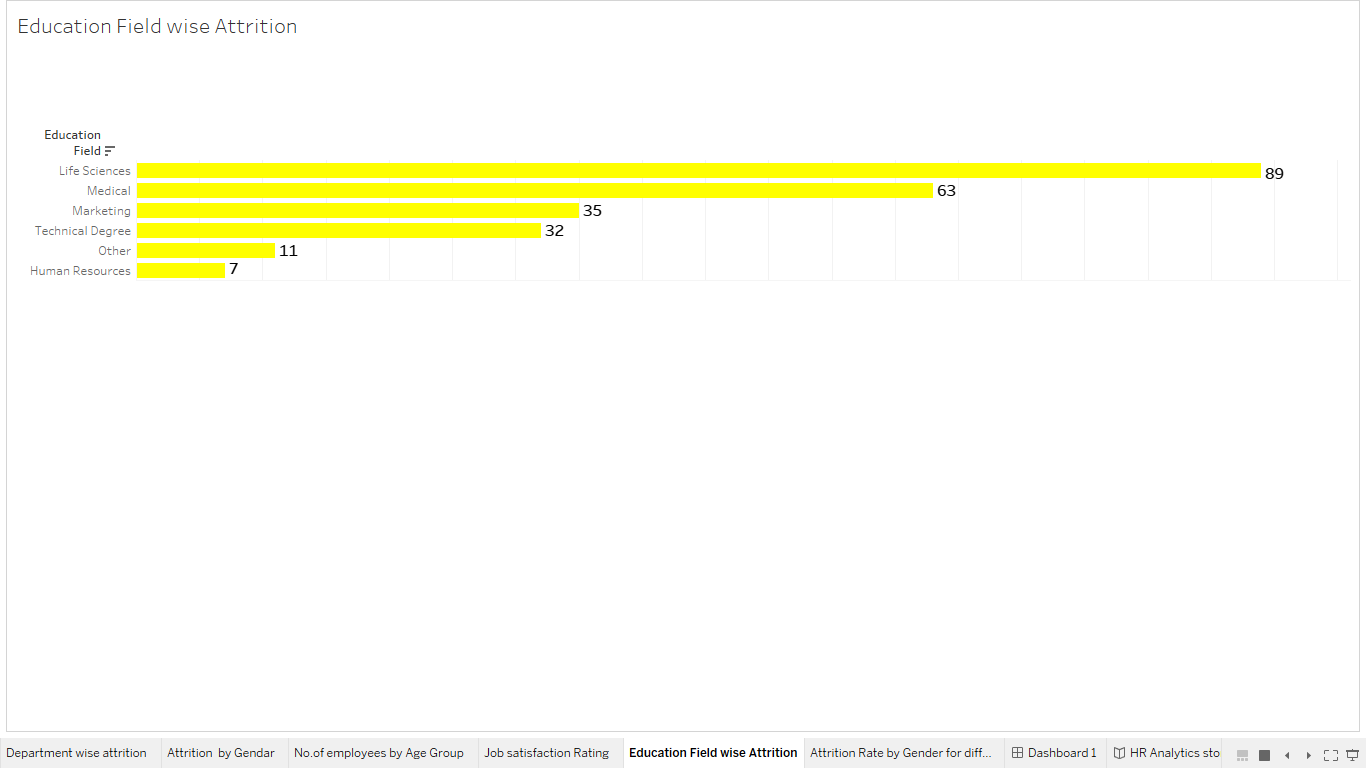 Education Field wise Attrition
Education
Field
Life Sciences 89
Medical 63
Marketing 35
Technical Degree 32
Other 11
Human Resources 7
Department wise attrition Attrition by Gendar No.of employees by Age Group Job satisfaction Rating Education Field wise Attrition Attrition Rate by Gender for diff... Dashboard 1 HR Analytics sto